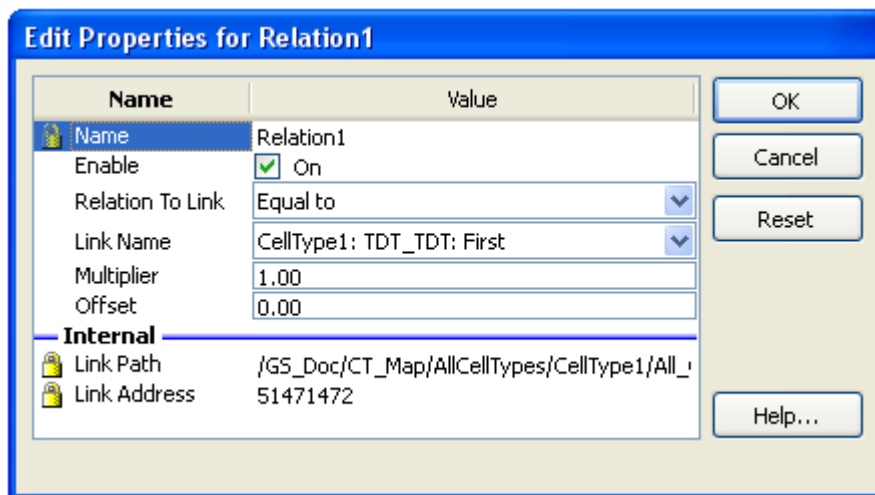 Edit Properties for Relation1
Name Value
Name Relation1
Enable On
Relation To Link Equal to
Link Name CellType1: TDT_TDT: First
Multiplier 1.00
Offset 0.00
Internal
Link Path /GS_Doc/CT_Map/AllCellTypes/CellType1/All_
Link Address 51471472
OK
Cancel
Reset
Help...